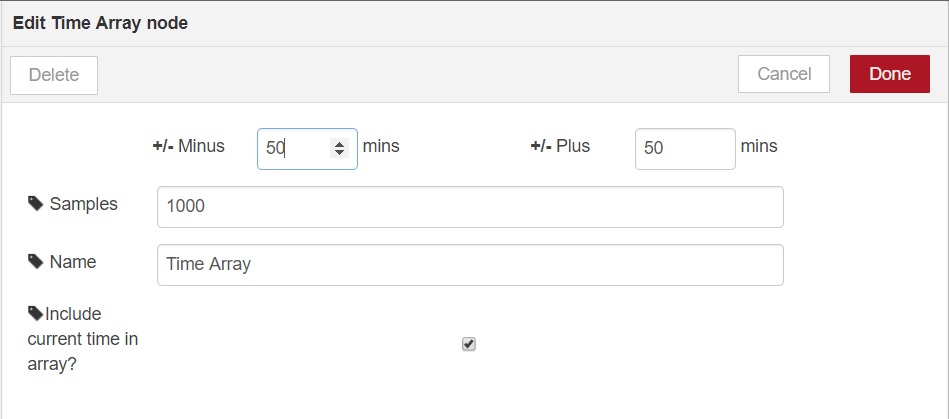 Edit Time Array node
Delete
Cancel
Done
+/- Minus 50 mins
+/- Plus 50 mins
Samples 1000
Name Time Array
Include
current time in
array?